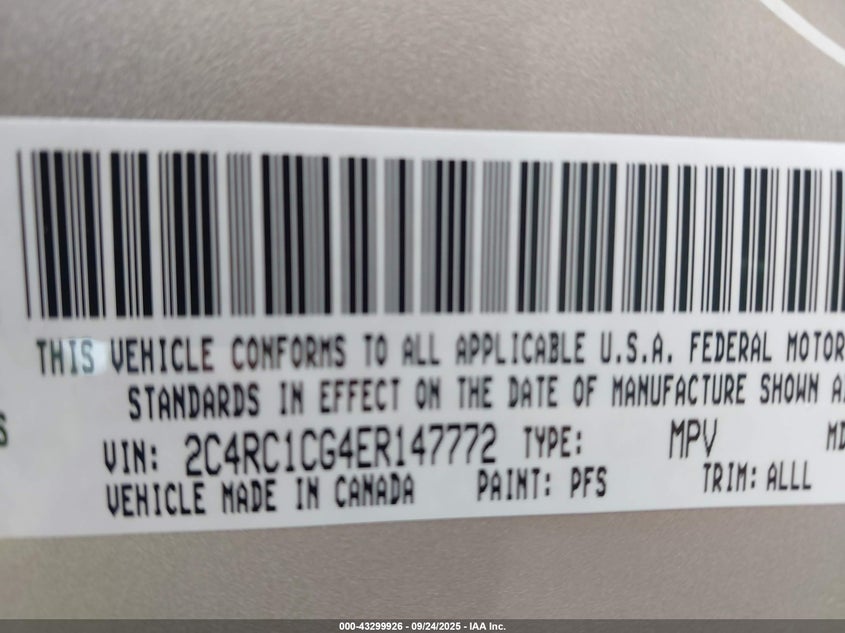 THIS VEHICLE CONFORMS TO ALL APPLICABLE U.S.A. FEDERAL MOTOR
STANDARDS IN EFFECT ON THE DATE OF MANUFACTURE SHOWN
VIN: 2C4RC1CG4ER147772 TYPE: MPV
VEHICLE MADE IN CANADA PAINT: PFS TRIM: ALLL
000-43299926 - 09/24/2025 - IAA Inc.